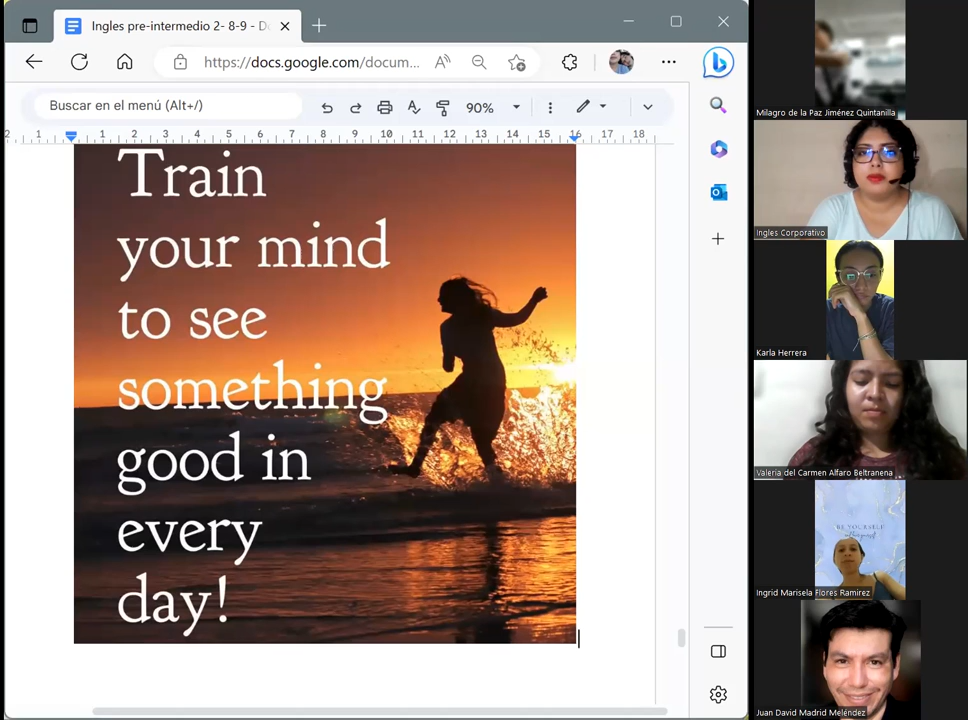 Ingles pre-intermedio 2- 8-9 - Do
https://docs.google.com/docum...
Buscar en el menú (Alt+/)
90%
2 1 1 2 3 4 5 6 7 8 9 10 11 12 13 14 15 16 17 18
Train
your mind
to see
something
good in
every
day!
Milagro de la Paz Jiménez Quintanilla
Ingles Corporativo
Karla Herrera
Valeria del Carmen Alfaro Beltranena
BE YOURSELF
Ingrid Marisela Flores Ramirez
Juan David Madrid Meléndez